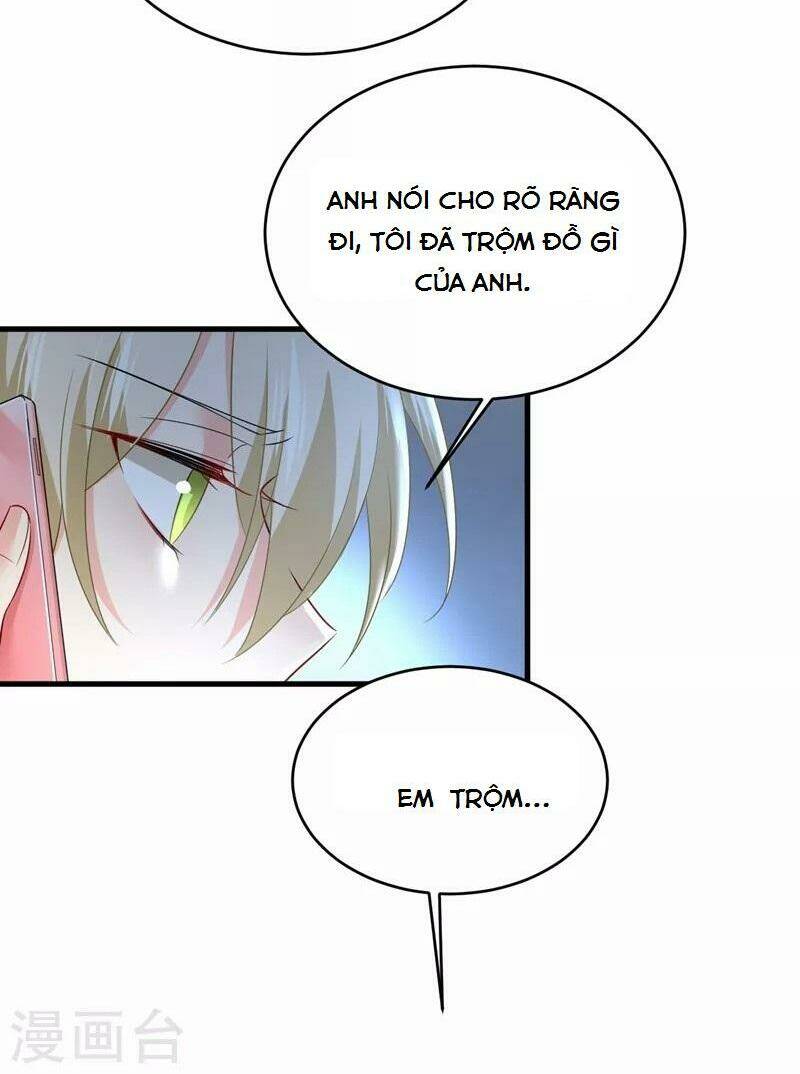 ANH NÓI CHO RÕ RÀNG
ĐI, TÔI ĐÃ TRỘM ĐỒ GÌ
CỦA ANH.
EM TRỘM...
漫画台